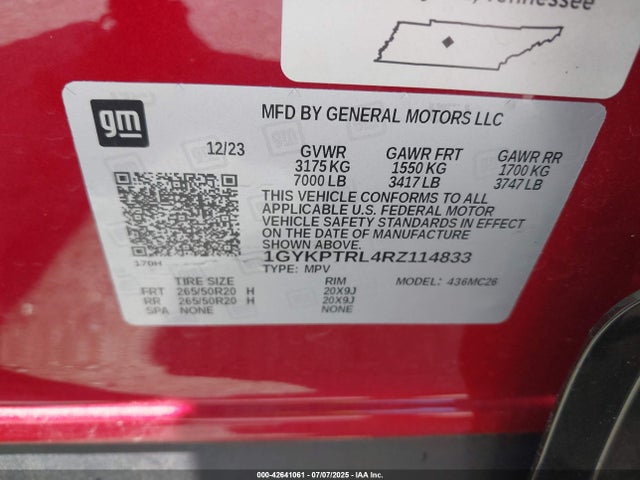 Tennessee
gm
MFD BY GENERAL MOTORS LLC
12/23 GVWR GAWR FRT GAWR RR
3175 KG 1550 KG 1700 KG
7000 LB 3417 LB 3747 LB
THIS VEHICLE CONFORMS TO ALL
APPLICABLE U.S. FEDERAL MOTOR
VEHICLE SAFETY STANDARDS IN EFFECT
ON THE DATE OF MANUFACTURE
SHOWN ABOVE.
170H
1GYKPTRL4RZ114833
TYPE: MPV MODEL: 436MC26
TIRE SIZE RIM
FRT 265/50R20 H 20X9J
RR 265/50R20 H 20X9J
SPA NONE NONE
000-42641061 - 07/07/2025 - IAA Inc.